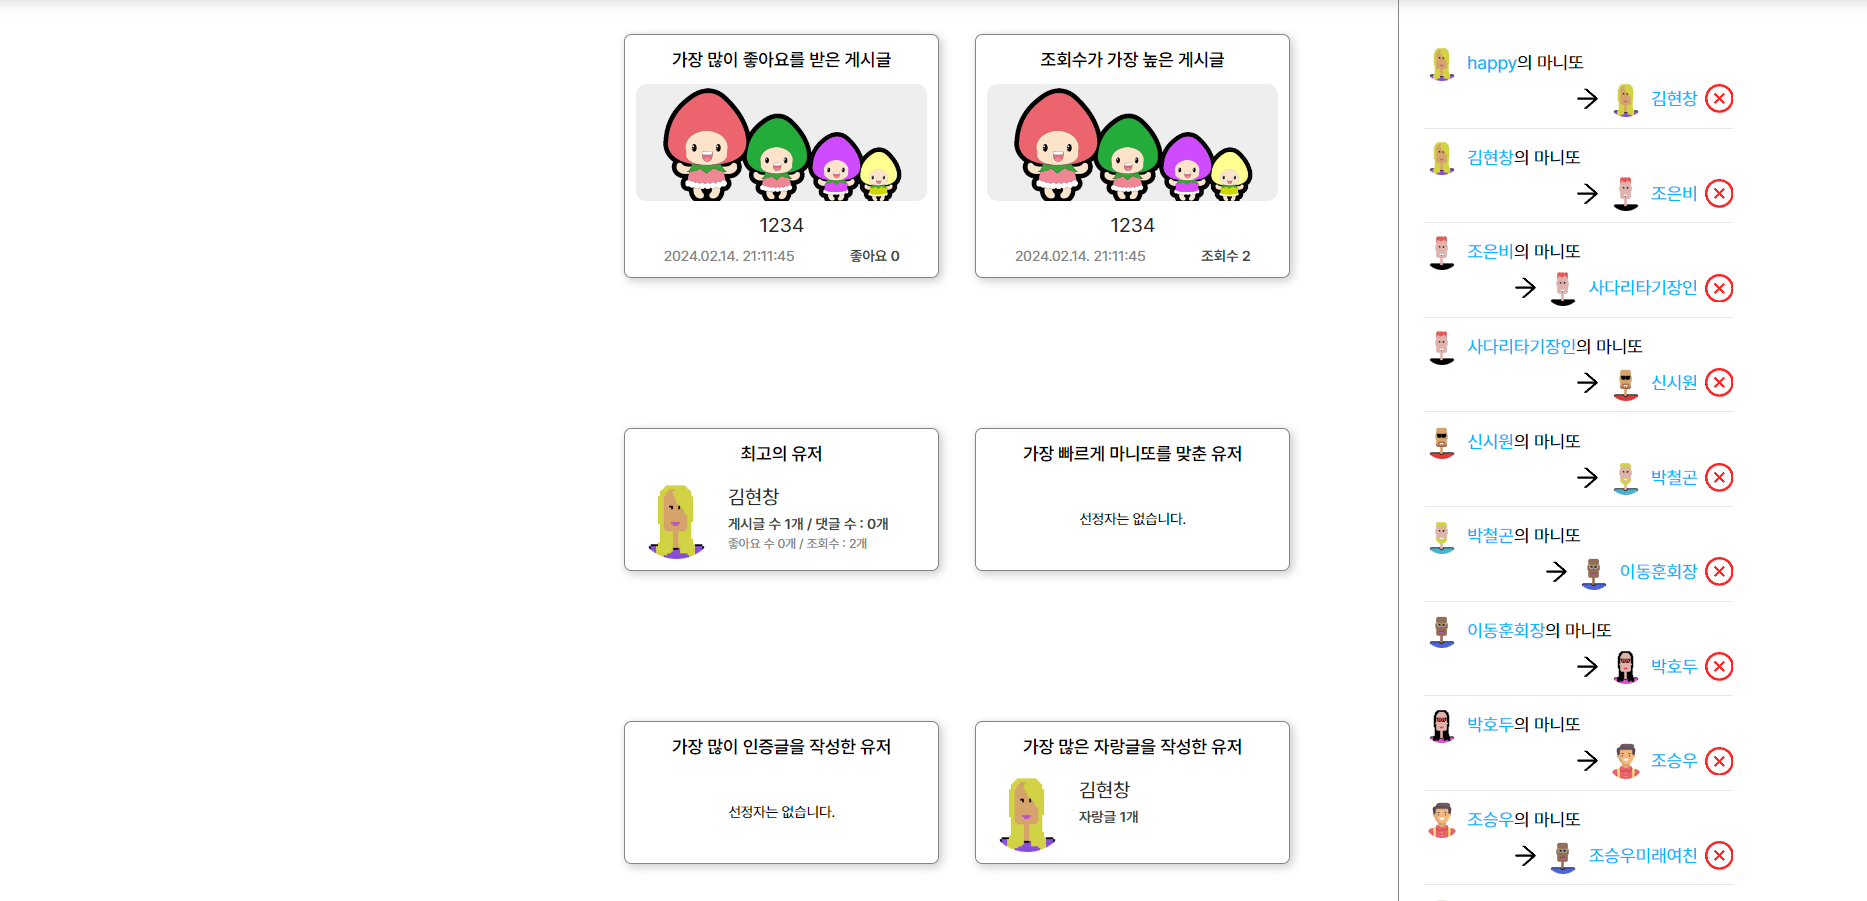 가장 많이 좋아요를 받은 게시글
1234
2024.02.14. 21:11:45 좋아요 0
조회수가 가장 높은 게시글
1234
2024.02.14. 21:11:45 조회수 2
최고의 유저
김현창
게시글 수 1개 / 댓글 수 : 0개
좋아요 수 0개 / 조회수 : 2개
가장 빠르게 마니또를 맞춘 유저
선정자는 없습니다.
가장 많이 인증글을 작성한 유저
선정자는 없습니다.
가장 많은 자랑글을 작성한 유저
김현창
자랑글 1개
happy의 마니또
김현창
김현창의 마니또
조은비
조은비의 마니또
사다리타기장인
사다리타기장인의 마니또
신시원
신시원의 마니또
박철곤
박철곤의 마니또
이동훈회장
이동훈회장의 마니또
박호두
박호두의 마니또
조승우
조승우의 마니또
조승우미래여친